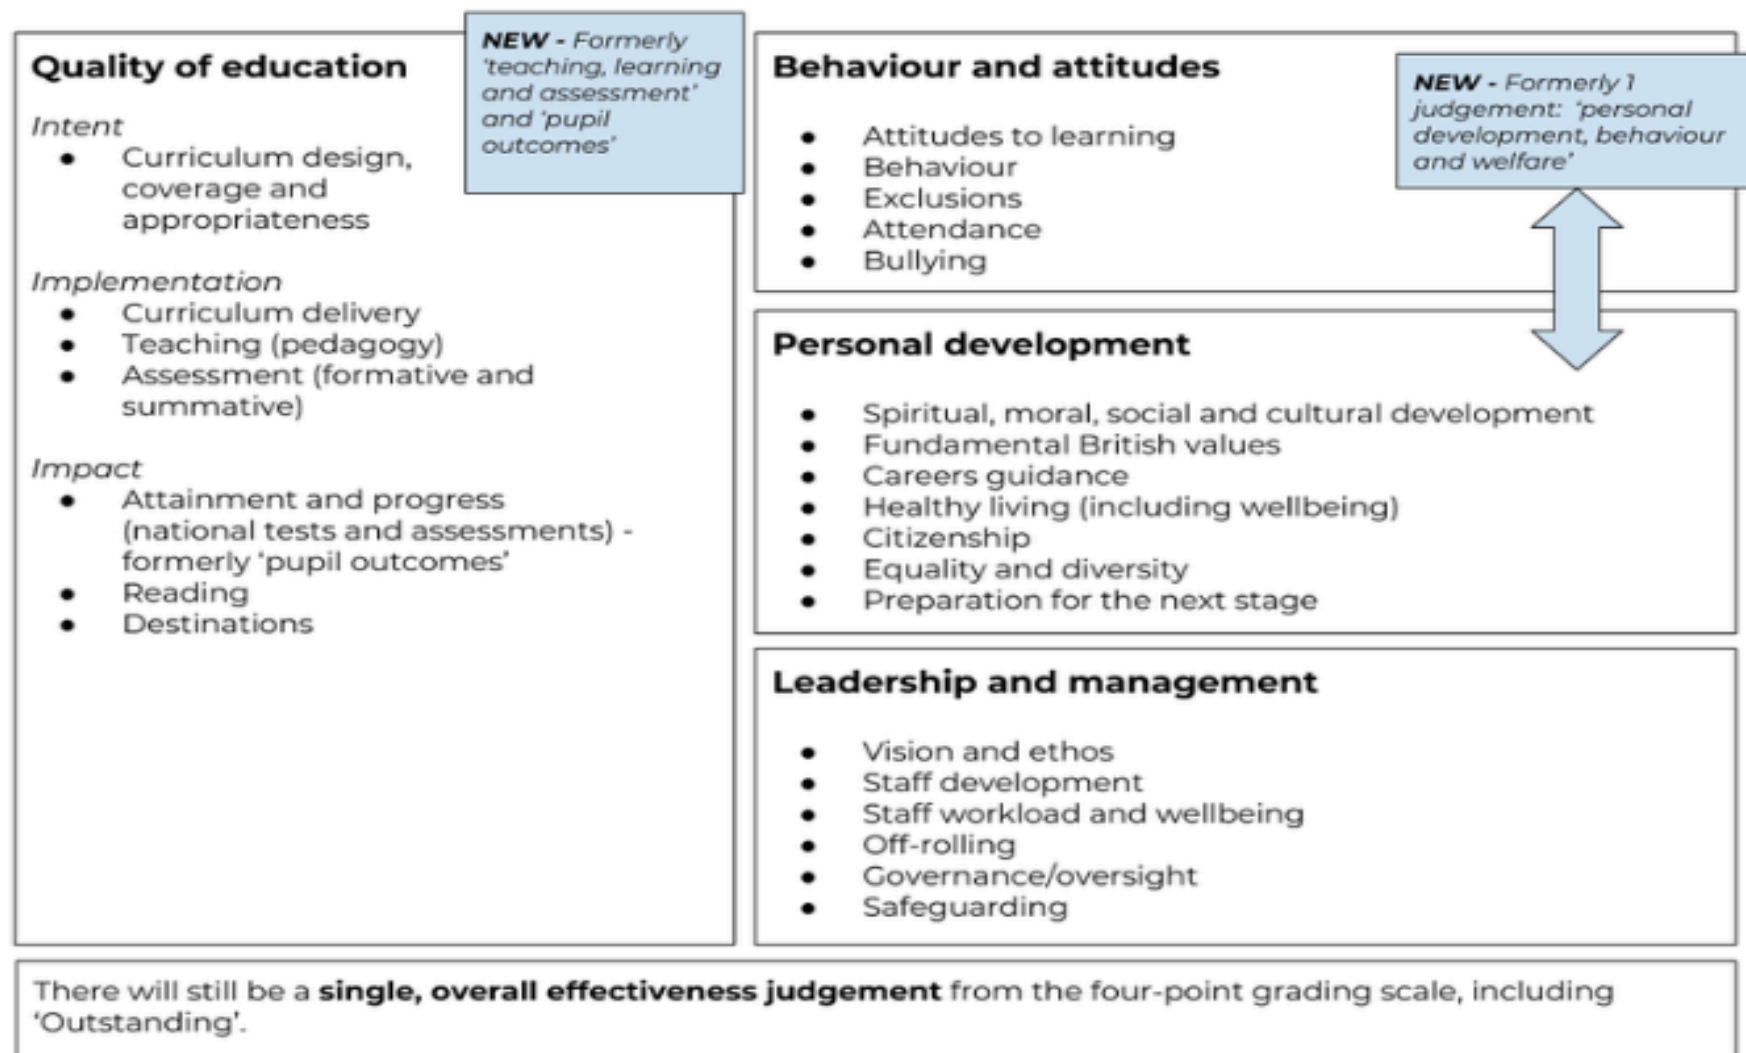 Quality of education
NEW - Formerly
'teaching, learning
and assessment'
and 'pupil
outcomes'
Intent
● Curriculum design,
coverage and
appropriateness
Implementation
● Curriculum delivery
● Teaching (pedagogy)
● Assessment (formative and
summative)
Impact
● Attainment and progress
(national tests and assessments) -
formerly 'pupil outcomes'
● Reading
● Destinations
Behaviour and attitudes
NEW - Formerly 1
judgement: 'personal
development, behaviour
and welfare'
● Attitudes to learning
● Behaviour
● Exclusions
● Attendance
● Bullying
Personal development
● Spiritual, moral, social and cultural development
● Fundamental British values
● Careers guidance
● Healthy living (including wellbeing)
● Citizenship
● Equality and diversity
● Preparation for the next stage
Leadership and management
● Vision and ethos
● Staff development
● Staff workload and wellbeing
● Off-rolling
● Governance/oversight
● Safeguarding
There will still be a single, overall effectiveness judgement from the four-point grading scale, including
'Outstanding'.